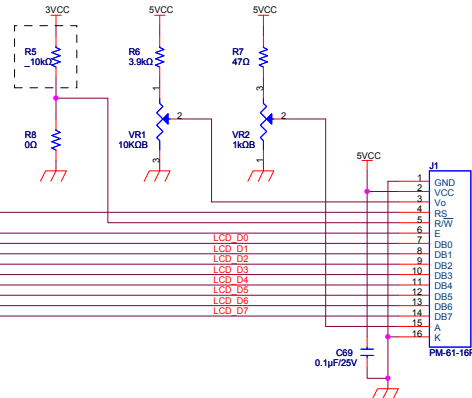 3VCC 5VCC 5VCC
R5 _10kΩ
R6 3.9kΩ
R7 47Ω
1 3
R8 0Ω
VR1 10KΩB
2
VR2 1kΩB
2
3 1
5VCC
J1
1 GND
2 VCC
3 Vo
4 RS
5 R/W
6 E
LCD_D0 7 DB0
LCD_D1 8 DB1
LCD_D2 9 DB2
LCD_D3 10 DB3
LCD_D4 11 DB4
LCD_D5 12 DB5
LCD_D6 13 DB6
LCD_D7 14 DB7
15 A
16 K
C69 0.1µF/25V